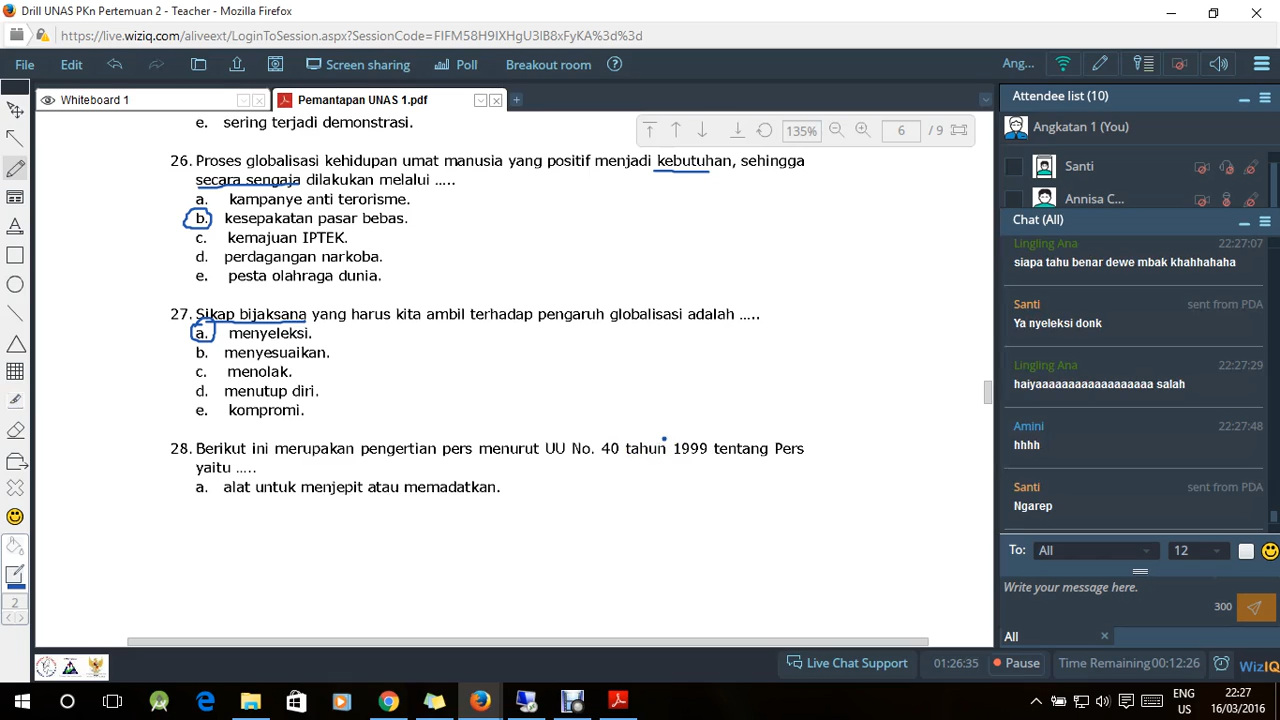 Drill UNAS PKn Pertemuan 2 - Teacher - Mozilla Firefox
https://live.wiziq.com/aliveext/LoginToSession.aspx?SessionCode=FIFM58H9IXHgU3IB8xFyKA%3d%3d
File Edit Screen sharing Poll Breakout room Ang...
Whiteboard 1 Pemantapan UNAS 1.pdf
135% 6 / 9
e. sering terjadi demonstrasi.
26. Proses globalisasi kehidupan umat manusia yang positif menjadi kebutuhan, sehingga
secara sengaja dilakukan melalui .....
a. kampanye anti terorisme.
b. kesepakatan pasar bebas.
c. kemajuan IPTEK.
d. perdagangan narkoba.
e. pesta olahraga dunia.
27. Sikap bijaksana yang harus kita ambil terhadap pengaruh globalisasi adalah .....
a. menyeleksi.
b. menyesuaikan.
c. menolak.
d. menutup diri.
e. kompromi.
28. Berikut ini merupakan pengertian pers menurut UU No. 40 tahun 1999 tentang Pers
yaitu .....
a. alat untuk menjepit atau memadatkan.
2
Attendee list (10)
Angkatan 1 (You)
Santi
Annisa C...
Chat (All)
Lingling Ana 22:27:07
siapa tahu benar dewe mbak khahhahaha
Santi sent from PDA
Ya nyeleksi donk
Lingling Ana 22:27:29
haiyaaaaaaaaaaaaaaaaaa salah
Amini 22:27:48
hhhh
Santi sent from PDA
Ngarep
To: All 12
Write your message here.
300
All
Live Chat Support 01:26:35 Pause Time Remaining 00:12:26 WizIQ
ENG
US
22:27
16/03/2016